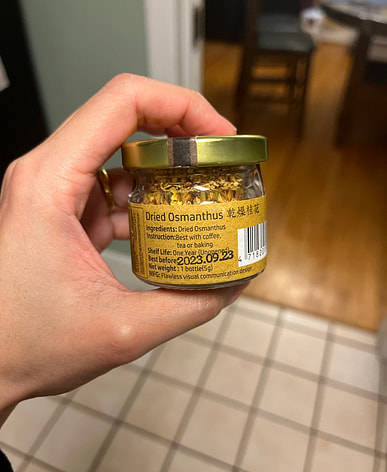 Dried Osmanthus 乾燥桂花
Ingredients: Dried Osmanthus
Instruction:Best with coffee,
tea or baking.
Shelf Life: One Year (Unopened)
Best before 2023.09.23
Net weight : 1 bottle(5g)
MFG: Flawless visual communication design